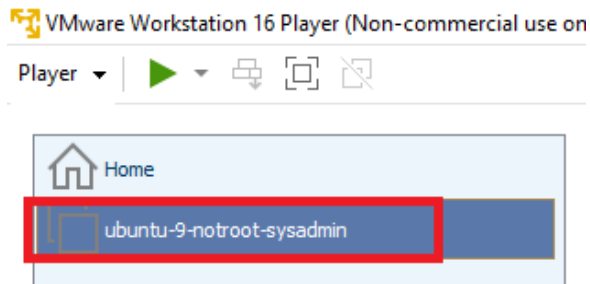 VMware Workstation 16 Player (Non-commercial use on
Player
Home
ubuntu-9-notroot-sysadmin